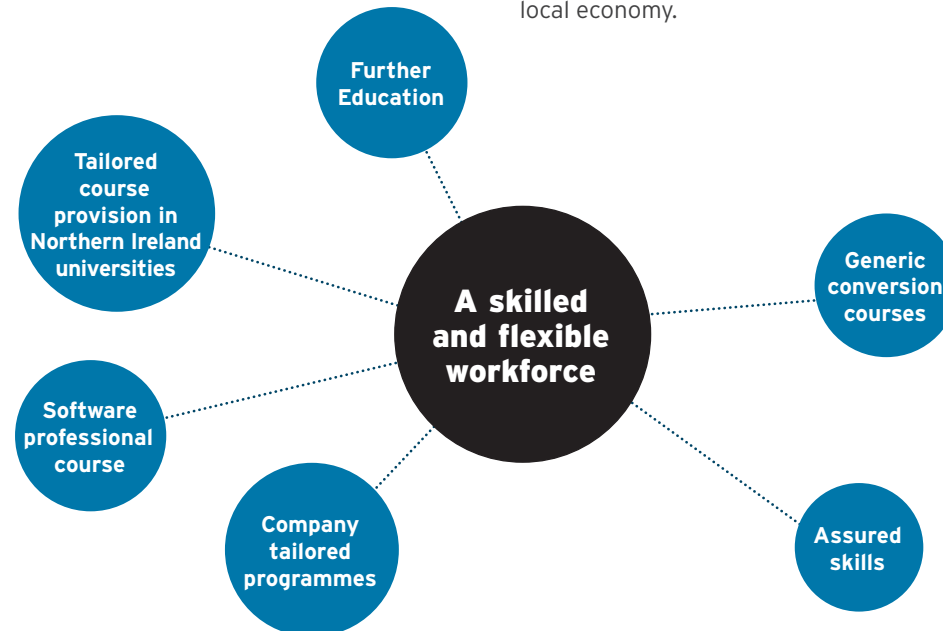 local economy.
Further
Education
Tailored
course
provision in
Northern Ireland
universities
Generic
conversion
courses
A skilled
and flexible
workforce
Software
professional
course
Company
tailored
programmes
Assured
skills